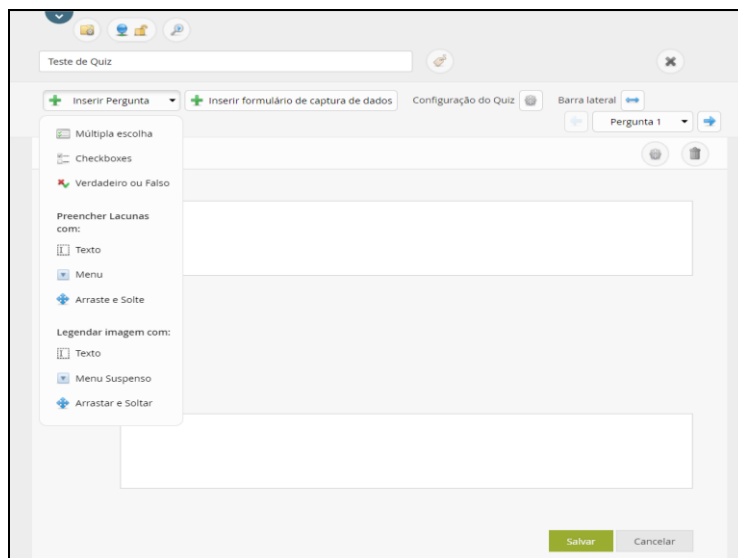 Teste de Quiz
Inserir Pergunta
Inserir formulário de captura de dados
Configuração do Quiz
Barra lateral
Pergunta 1
Múltipla escolha
Checkboxes
Verdadeiro ou Falso
Preencher Lacunas
com:
Texto
Menu
Arraste e Solte
Legendar imagem com:
Texto
Menu Suspenso
Arrastar e Soltar
Salvar
Cancelar